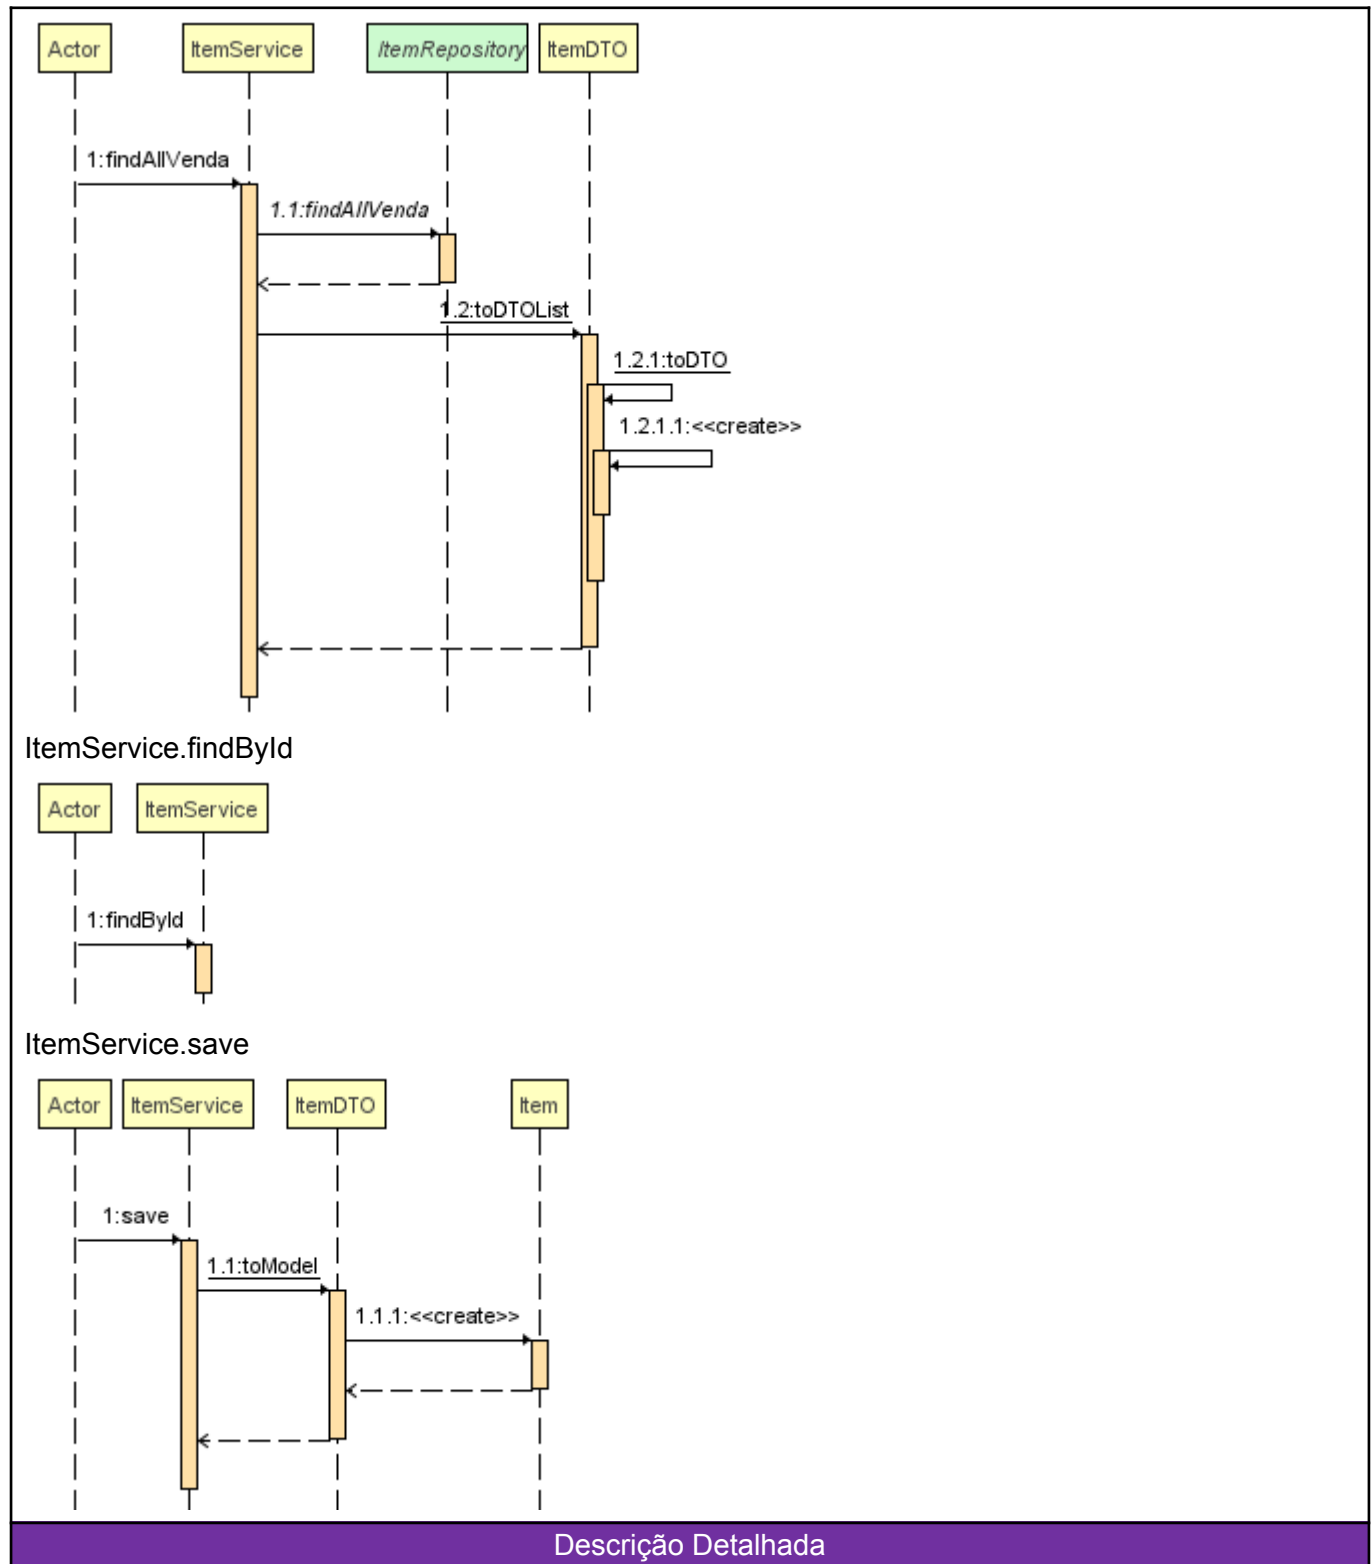 Actor ItemService ItemRepository ItemDTO
1:findAllVenda
1.1:findAllVenda
1.2:toDTOList
1.2.1:toDTO
1.2.1.1:<<create>>
ItemService.findById
Actor ItemService
1:findById
ItemService.save
Actor ItemService ItemDTO Item
1:save
1.1:toModel
1.1.1:<<create>>
Descrição Detalhada